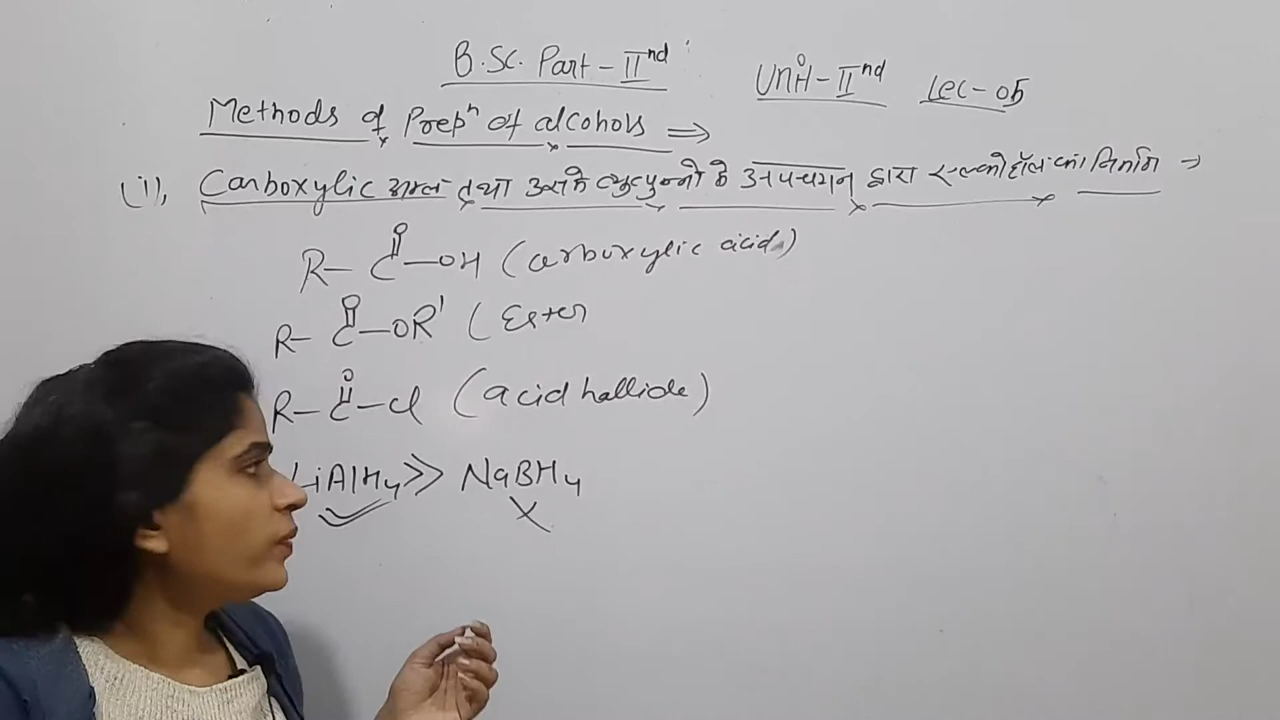 B.Sc. Part-IInd
Unit-IInd Lec-05
Methods of Prepn of alcohols ⇒
(1), Carboxylic अम्ल तथा उसके व्युत्पन्नो के अपचयन द्वारा एल्कोहॉल का निर्माण →
R-C(=O)-OH (carboxylic acid)
R-C(=O)-OR' (Ester
R-C(=O)-Cl (acid hallide)
LiAlH4 >> NaBH4